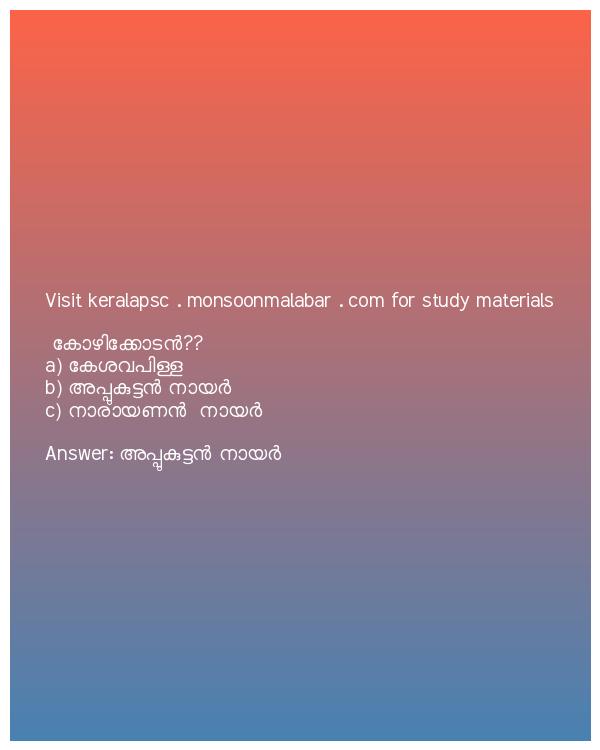 Visit keralapsc . monsoonmalabar . com for study materials
കോഴിക്കോടൻ??
a) കേശവപിള്ള
b) അപ്പുകുട്ടൻ നായർ
c) നാരായണൻ  നായർ
Answer: അപ്പുകുട്ടൻ നായർ